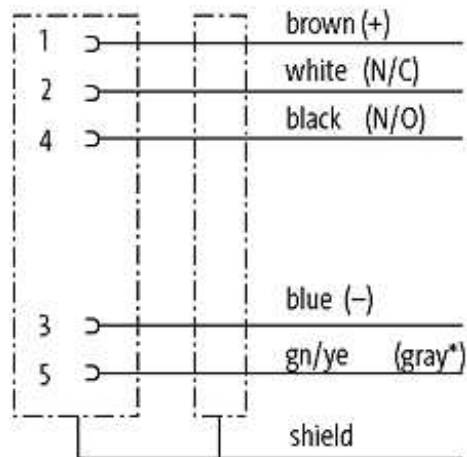 1 brown (+)
2 white (N/C)
4 black (N/O)
3 blue (–)
5 gn/ye (gray*)
shield